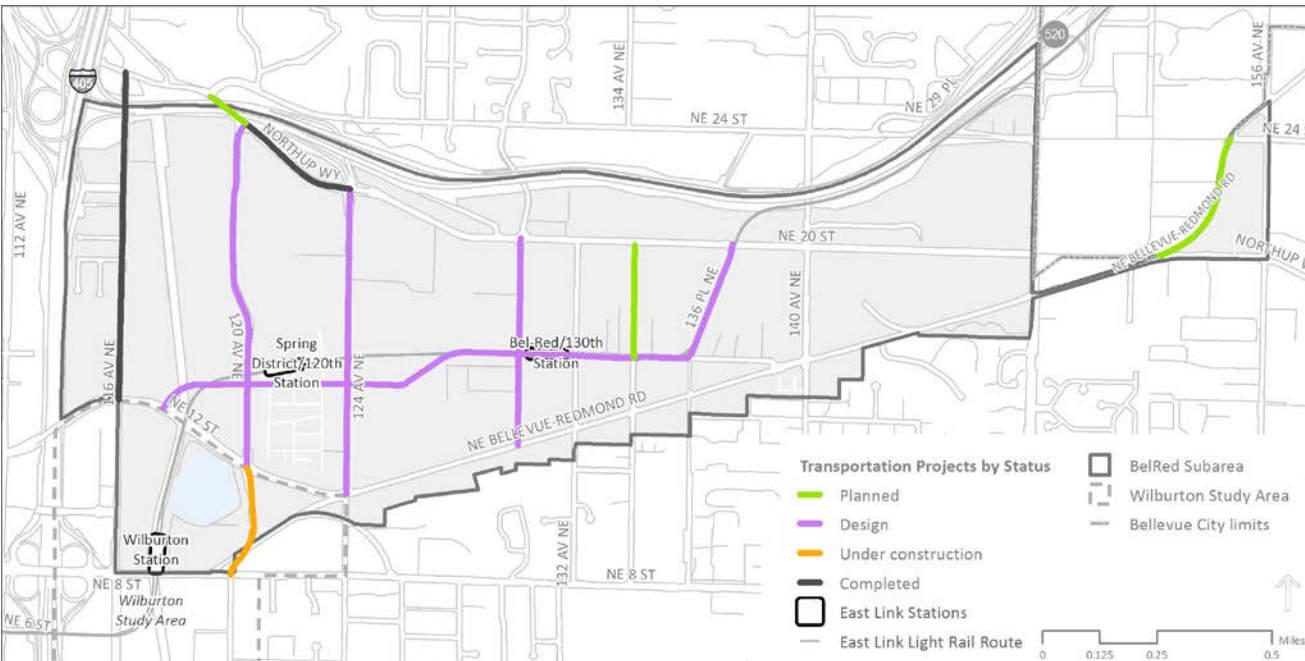 520
405
112 AV NE
116 AV NE
134 AV NE
NE 24 ST
NE 29 PL
156 AV NE
NE 24
NORTHUP WY
NE 20 ST
NE BELLEVUE-REDMOND RD
NORTHUP W
120 AV NE
Spring
District/120th
Station
124 AV NE
Bel-Red/130th
Station
136 PL NE
140 AV NE
NE 12 ST
NE BELLEVUE-REDMOND RD
Wilburton
Station
NE 8 ST
Wilburton
Study Area
NE 6 ST
132 AV NE
NE 8 ST
Transportation Projects by Status
Planned
Design
Under construction
Completed
East Link Stations
East Link Light Rail Route
BelRed Subarea
Wilburton Study Area
Bellevue City limits
Miles
0 0.125 0.25 0.5